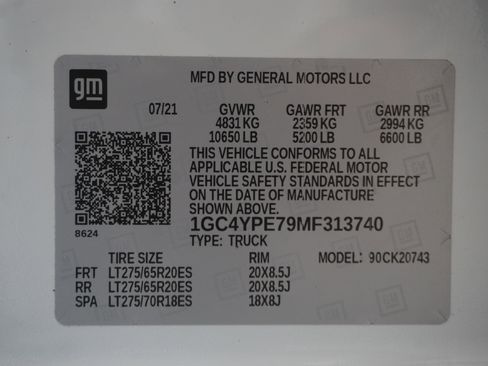 gm
MFD BY GENERAL MOTORS LLC
07/21 GVWR GAWR FRT GAWR RR
4831 KG 2359 KG 2994 KG
10650 LB 5200 LB 6600 LB
THIS VEHICLE CONFORMS TO ALL
APPLICABLE U.S. FEDERAL MOTOR
VEHICLE SAFETY STANDARDS IN EFFECT
ON THE DATE OF MANUFACTURE
SHOWN ABOVE.
1GC4YPE79MF313740
8624
TYPE: TRUCK
TIRE SIZE RIM MODEL: 90CK20743
FRT LT275/65R20ES 20X8.5J
RR LT275/65R20ES 20X8.5J
SPA LT275/70R18ES 18X8J